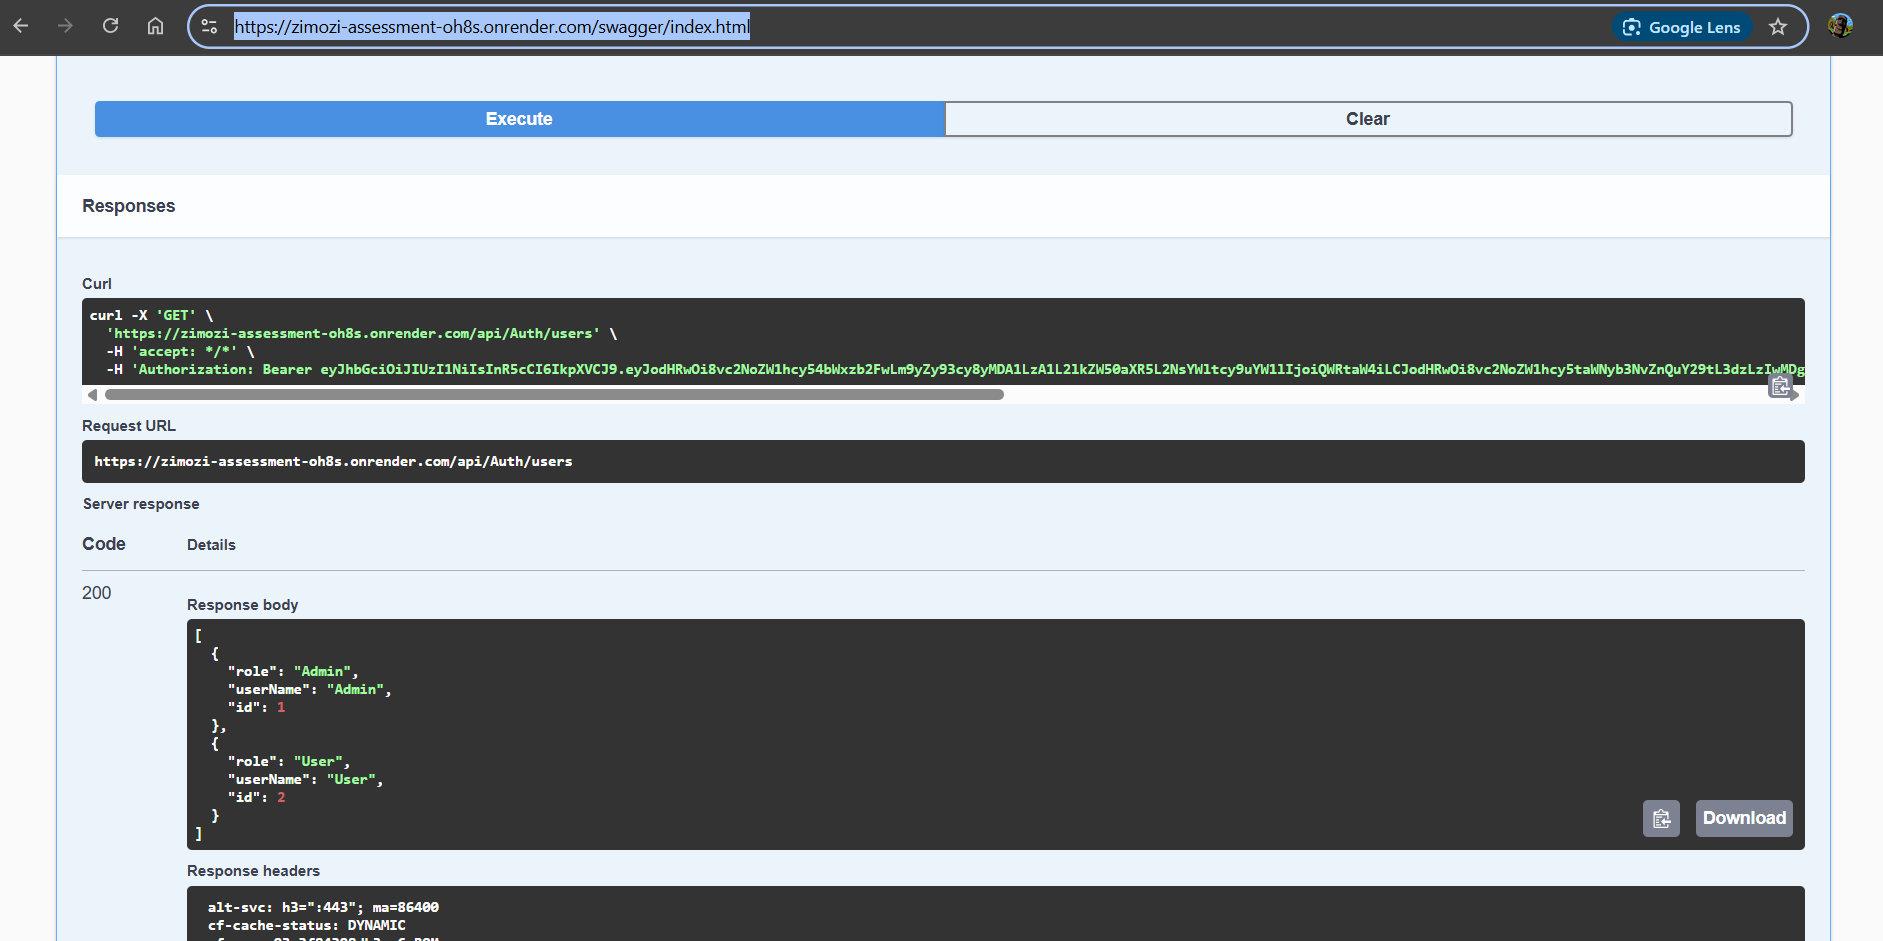 https://zimozi-assessment-oh8s.onrender.com/swagger/index.html
Google Lens
Execute
Clear
Responses
Curl
curl -X 'GET' \
'https://zimozi-assessment-oh8s.onrender.com/api/Auth/users' \
-H 'accept: */*' \
-H 'Authorization: Bearer eyJhbGciOiJIUzI1NiIsInR5cCI6IkpXVCJ9.eyJodHRwOi8vc2NoZW1hcy54bWxzb2FwLm9yZy93cy8yMDA1LzA1L2lkZW50aXR5L2NsYWltcy9uYW1lIjoiQWRtaW4iLCJodHRwOi8vc2NoZW1hcy5taWNyb3NvZnQuY29tL3dzLzIwMDg
Request URL
https://zimozi-assessment-oh8s.onrender.com/api/Auth/users
Server response
Code
Details
200
Response body
[
{
"role": "Admin",
"userName": "Admin",
"id": 1
},
{
"role": "User",
"userName": "User",
"id": 2
}
]
Download
Response headers
alt-svc: h3=":443"; ma=86400
cf-cache-status: DYNAMIC